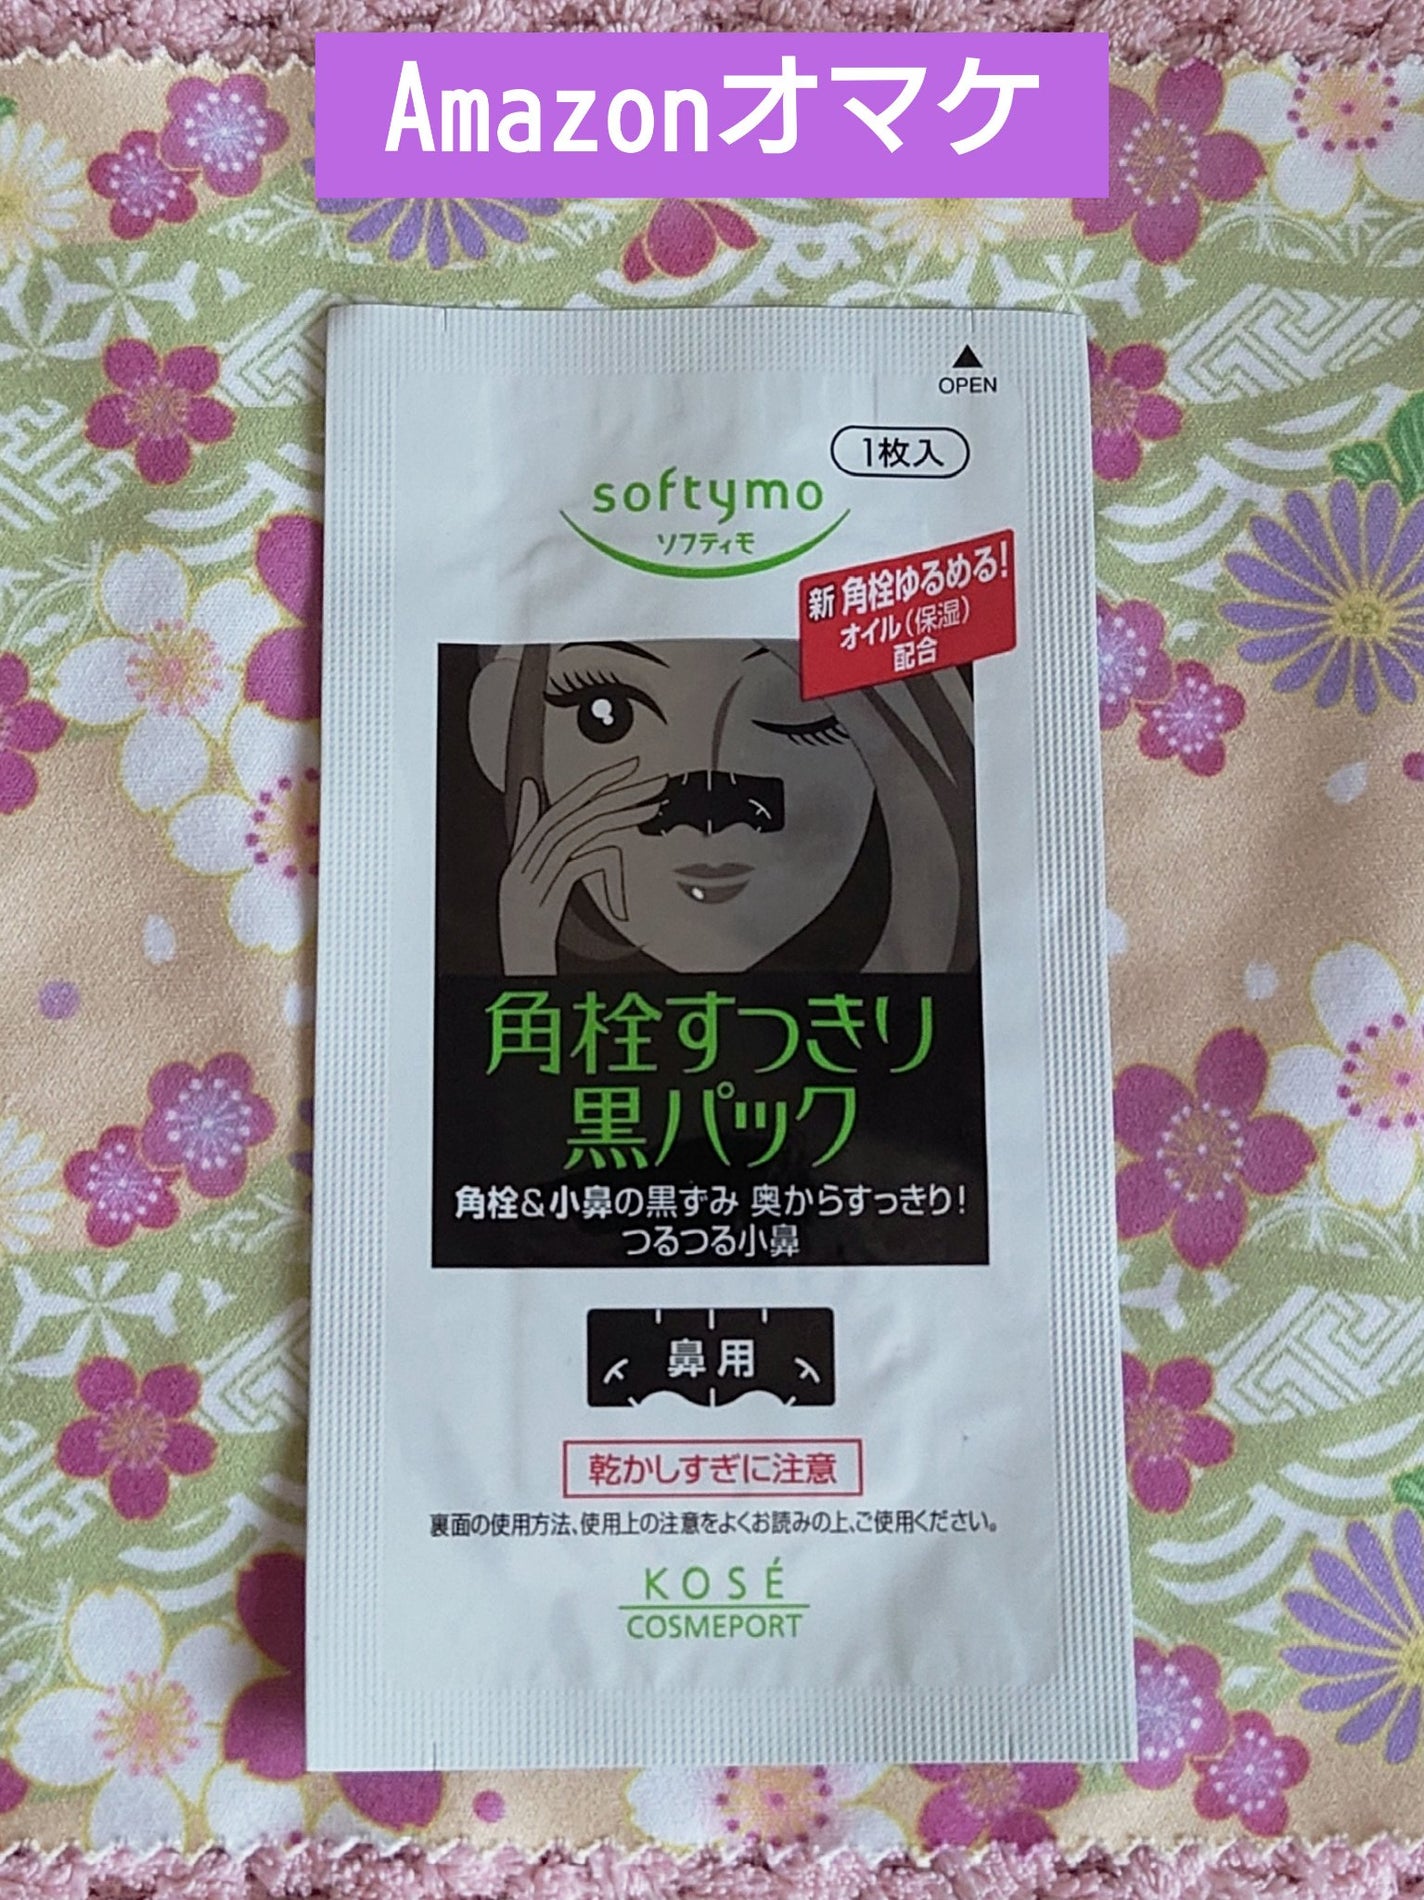 Amazonオマケ
OPEN
1枚入
softymo
ソフティモ
新 角栓ゆるめる!
オイル(保湿)
配合
角栓すっきり
黒パック
角栓&小鼻の黒ずみ 奥からすっきり!
つるつる小鼻
鼻用
乾かしすぎに注意
裏面の使用方法、使用上の注意をよくお読みの上、ご使用ください。
KOSÉ
COSMEPORT